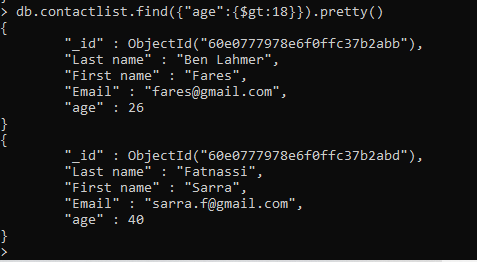 > db.contactlist.find({"age":{$gt:18}}).pretty()
{
        "_id" : ObjectId("60e0777978e6f0ffc37b2abb"),
        "Last name" : "Ben Lahmer",
        "First name" : "Fares",
        "Email" : "fares@gmail.com",
        "age" : 26
}
{
        "_id" : ObjectId("60e0777978e6f0ffc37b2abd"),
        "Last name" : "Fatnassi",
        "First name" : "Sarra",
        "Email" : "sarra.f@gmail.com",
        "age" : 40
}
>